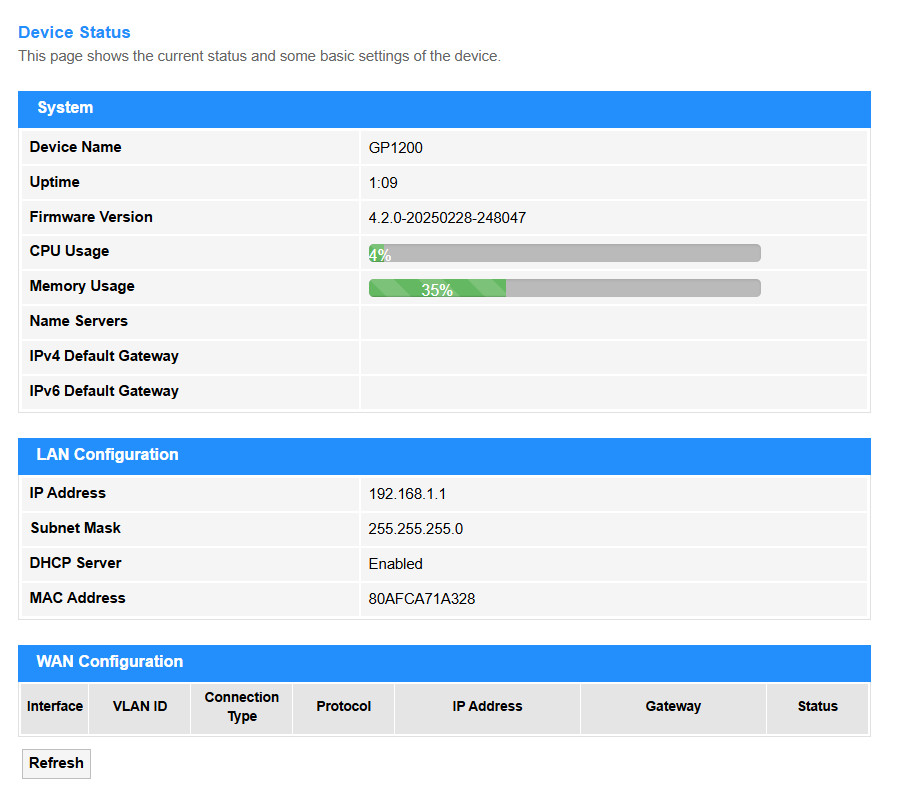 Device Status
This page shows the current status and some basic settings of the device.
System
Device Name GP1200
Uptime 1:09
Firmware Version 4.2.0-20250228-248047
CPU Usage 4%
Memory Usage 35%
Name Servers
IPv4 Default Gateway
IPv6 Default Gateway
LAN Configuration
IP Address 192.168.1.1
Subnet Mask 255.255.255.0
DHCP Server Enabled
MAC Address 80AFCA71A328
WAN Configuration
Interface VLAN ID Connection Type Protocol IP Address Gateway Status
Refresh